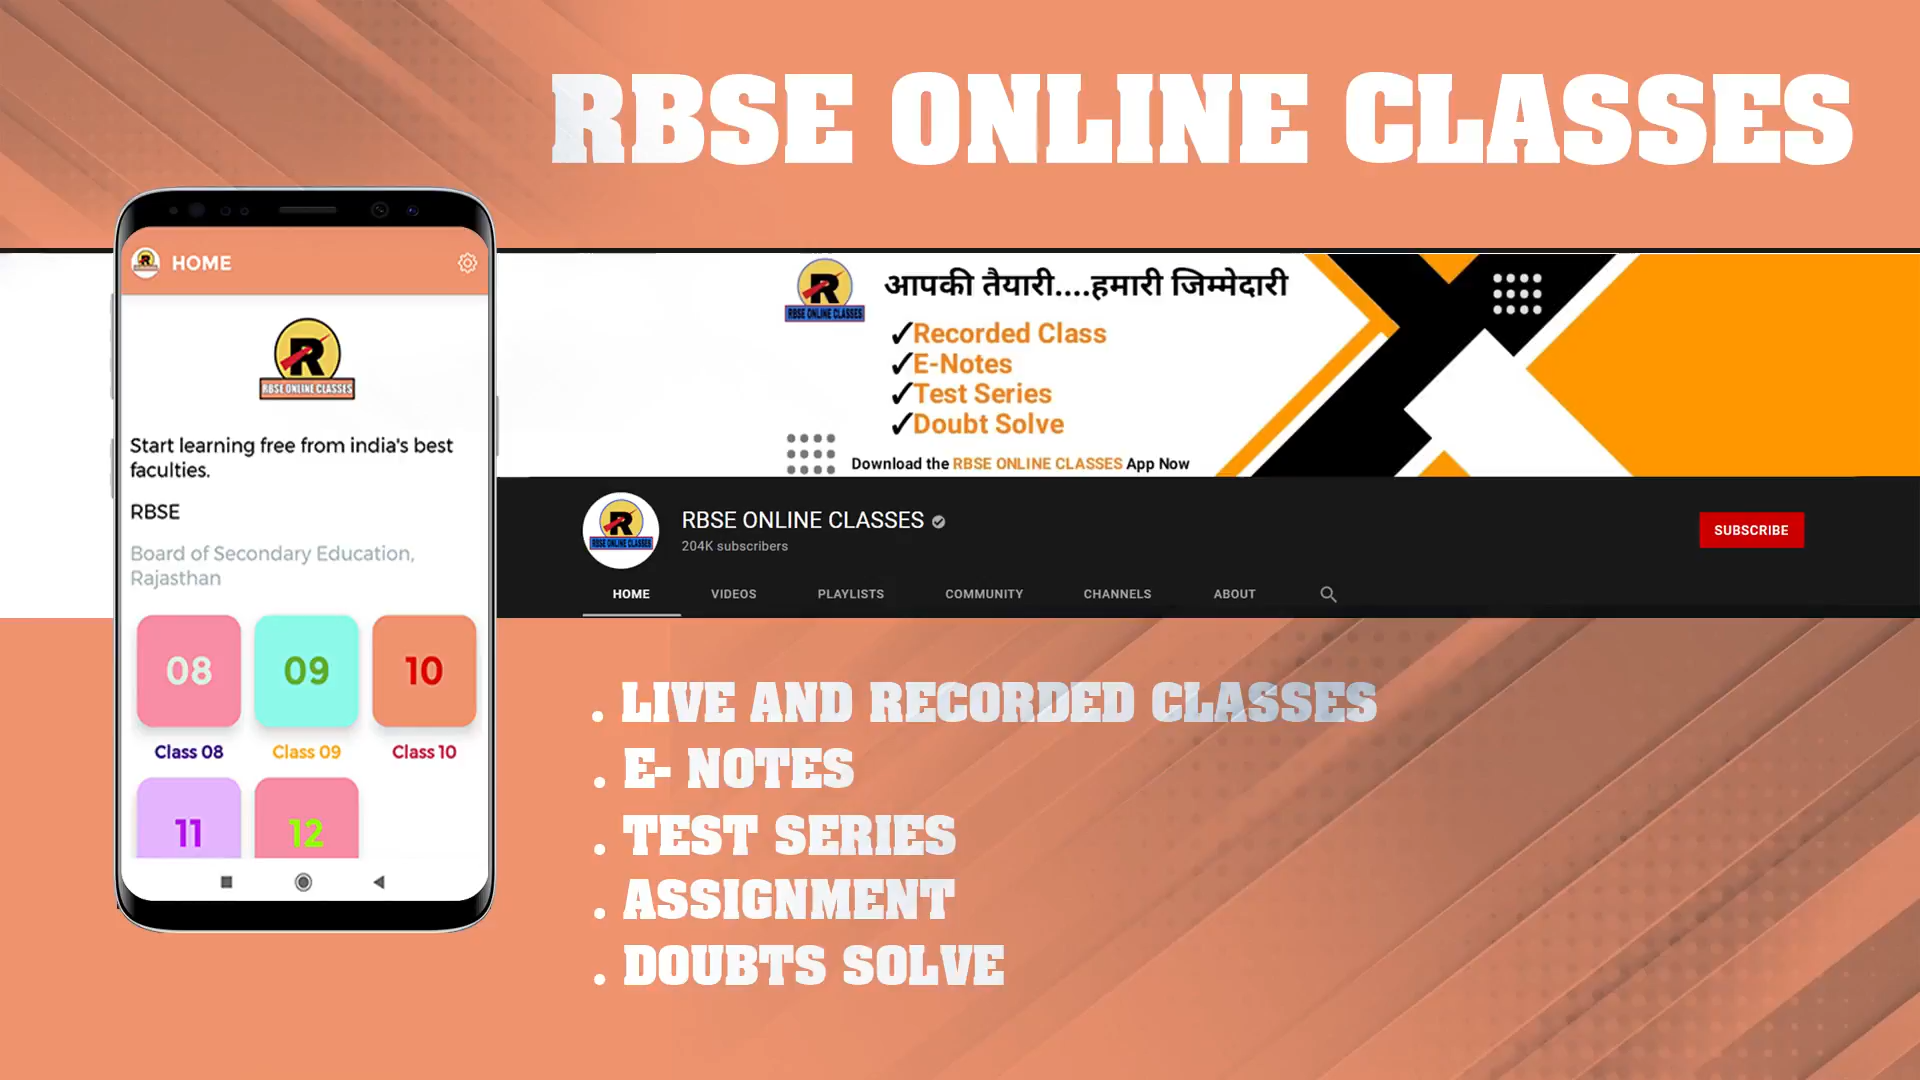 RBSE ONLINE CLASSES
HOME
R
RBSE ONLINE CLASSES
Start learning free from india's best
faculties.
RBSE
Board of Secondary Education,
Rajasthan
08 09 10
Class 08 Class 09 Class 10
11 12
R
RBSE ONLINE CLASSES
आपकी तैयारी....हमारी जिम्मेदारी
✓Recorded Class
✓E-Notes
✓Test Series
✓Doubt Solve
Download the RBSE ONLINE CLASSES App Now
R
RBSE ONLINE CLASSES
RBSE ONLINE CLASSES
204K subscribers
SUBSCRIBE
HOME VIDEOS PLAYLISTS COMMUNITY CHANNELS ABOUT
. LIVE AND RECORDED CLASSES
. E- NOTES
. TEST SERIES
. ASSIGNMENT
. DOUBTS SOLVE